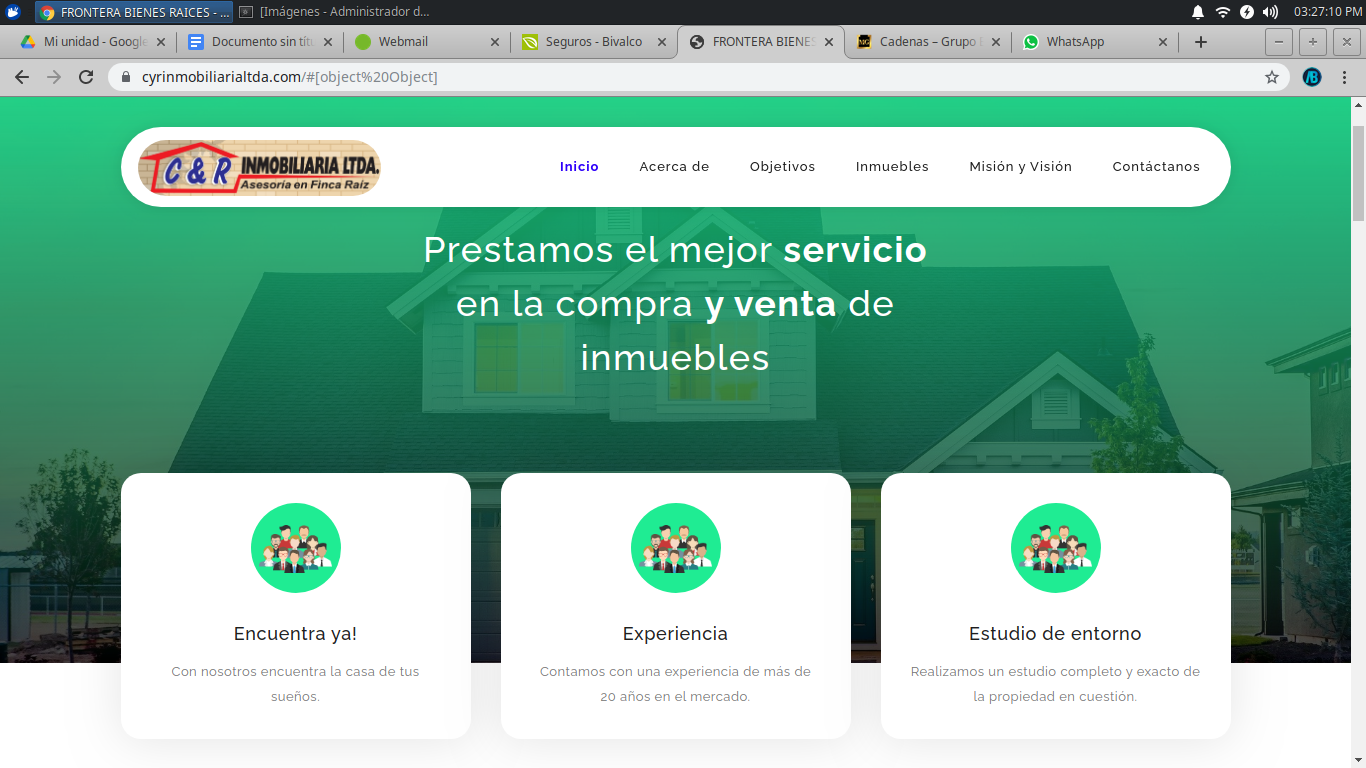 FRONTERA BIENES RAICES - ...
[Imágenes - Administrador d...
03:27:10 PM
Mi unidad - Google
Documento sin títu
Webmail
Seguros - Bivalco
FRONTERA BIENES
Cadenas – Grupo E
WhatsApp
cyrinmobiliarialtda.com/#[object%20Object]
C & R INMOBILIARIA LTDA.
Asesoría en Finca Raíz
Inicio
Acerca de
Objetivos
Inmuebles
Misión y Visión
Contáctanos
Prestamos el mejor servicio
en la compra y venta de
inmuebles
Encuentra ya!
Con nosotros encuentra la casa de tus
sueños.
Experiencia
Contamos con una experiencia de más de
20 años en el mercado.
Estudio de entorno
Realizamos un estudio completo y exacto de
la propiedad en cuestión.